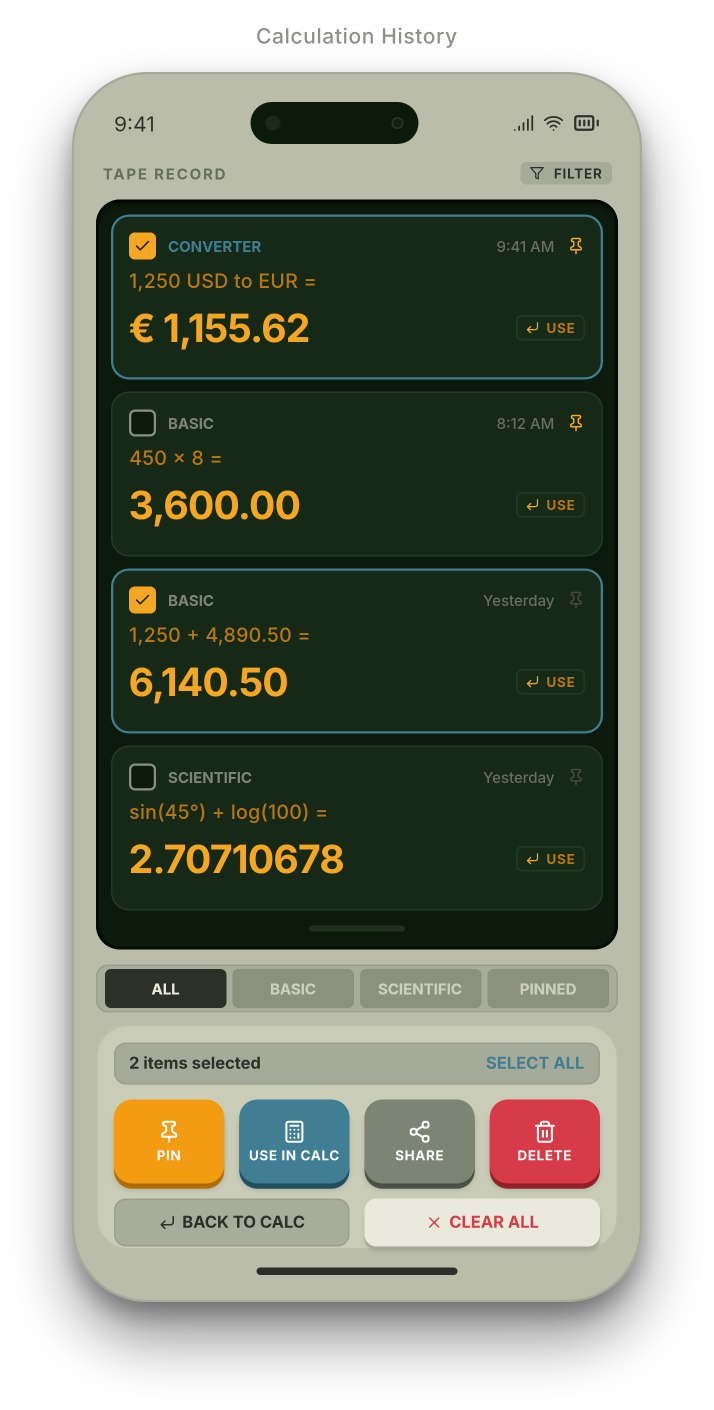 Calculation History
9:41
TAPE RECORD
FILTER
CONVERTER 9:41 AM
1,250 USD to EUR =
€ 1,155.62
USE
BASIC 8:12 AM
450 × 8 =
3,600.00
USE
BASIC Yesterday
1,250 + 4,890.50 =
6,140.50
USE
SCIENTIFIC Yesterday
sin(45°) + log(100) =
2.70710678
USE
ALL BASIC SCIENTIFIC PINNED
2 items selected SELECT ALL
PIN USE IN CALC SHARE DELETE
BACK TO CALC CLEAR ALL